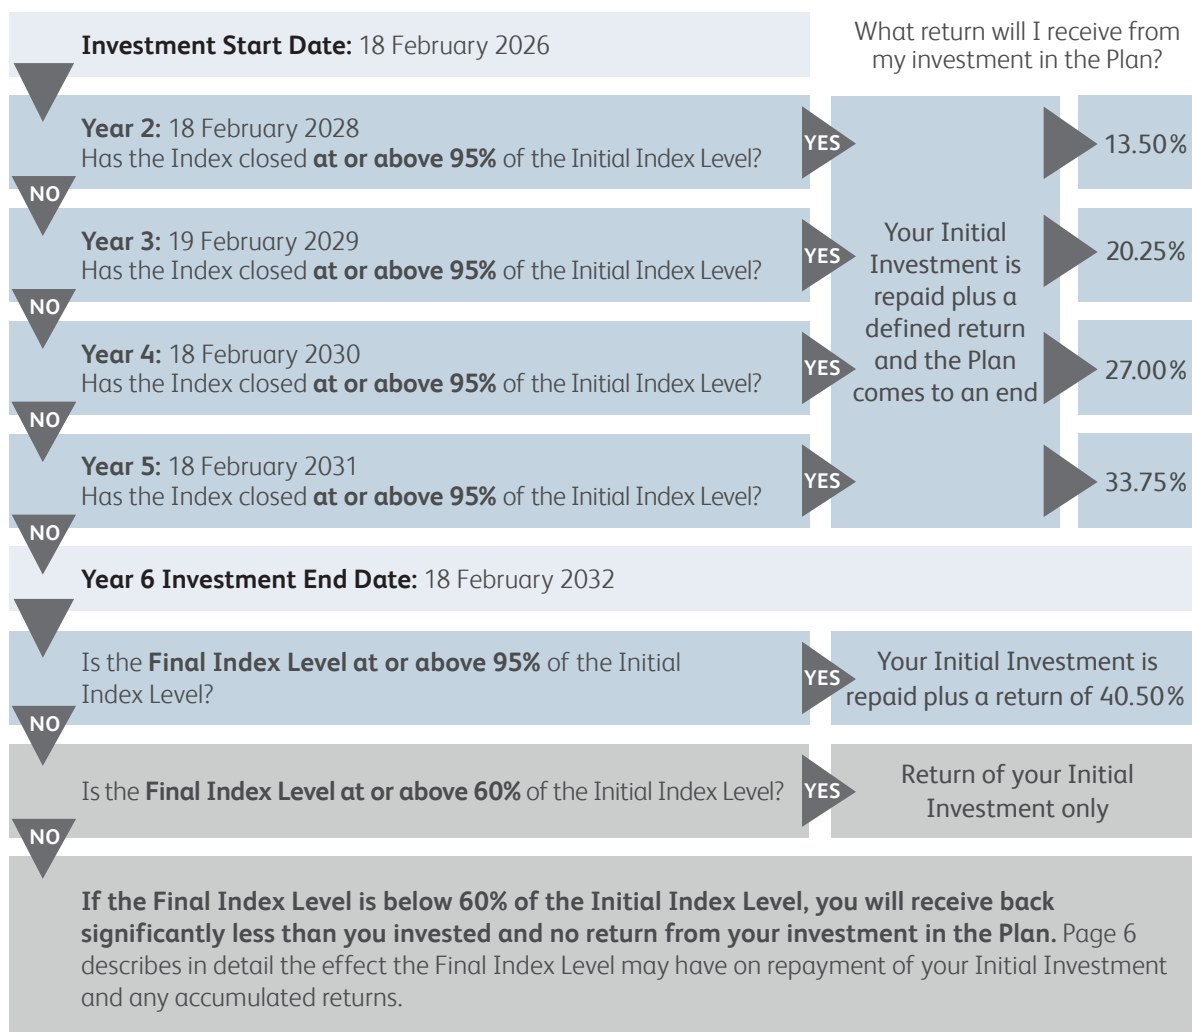 Investment Start Date: 18 February 2026
What return will I receive from
my investment in the Plan?
Year 2: 18 February 2028
Has the Index closed at or above 95% of the Initial Index Level?
YES
13.50%
NO
Year 3: 19 February 2029
Has the Index closed at or above 95% of the Initial Index Level?
YES
Your Initial
Investment is
repaid plus a
defined return
and the Plan
comes to an end
20.25%
NO
Year 4: 18 February 2030
Has the Index closed at or above 95% of the Initial Index Level?
YES
27.00%
NO
Year 5: 18 February 2031
Has the Index closed at or above 95% of the Initial Index Level?
YES
33.75%
NO
Year 6 Investment End Date: 18 February 2032
Is the Final Index Level at or above 95% of the Initial
Index Level?
YES
Your Initial Investment is
repaid plus a return of 40.50%
NO
Is the Final Index Level at or above 60% of the Initial Index Level?
YES
Return of your Initial
Investment only
NO
If the Final Index Level is below 60% of the Initial Index Level, you will receive back
significantly less than you invested and no return from your investment in the Plan. Page 6
describes in detail the effect the Final Index Level may have on repayment of your Initial Investment
and any accumulated returns.